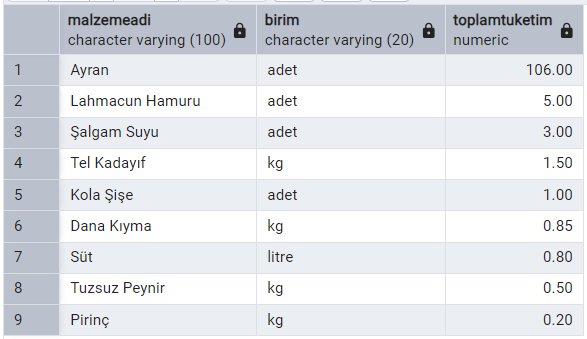 malzemeadi birim toplamtuketim
character varying (100) character varying (20) numeric
1 Ayran adet 106.00
2 Lahmacun Hamuru adet 5.00
3 Şalgam Suyu adet 3.00
4 Tel Kadayıf kg 1.50
5 Kola Şişe adet 1.00
6 Dana Kıyma kg 0.85
7 Süt litre 0.80
8 Tuzsuz Peynir kg 0.50
9 Pirinç kg 0.20